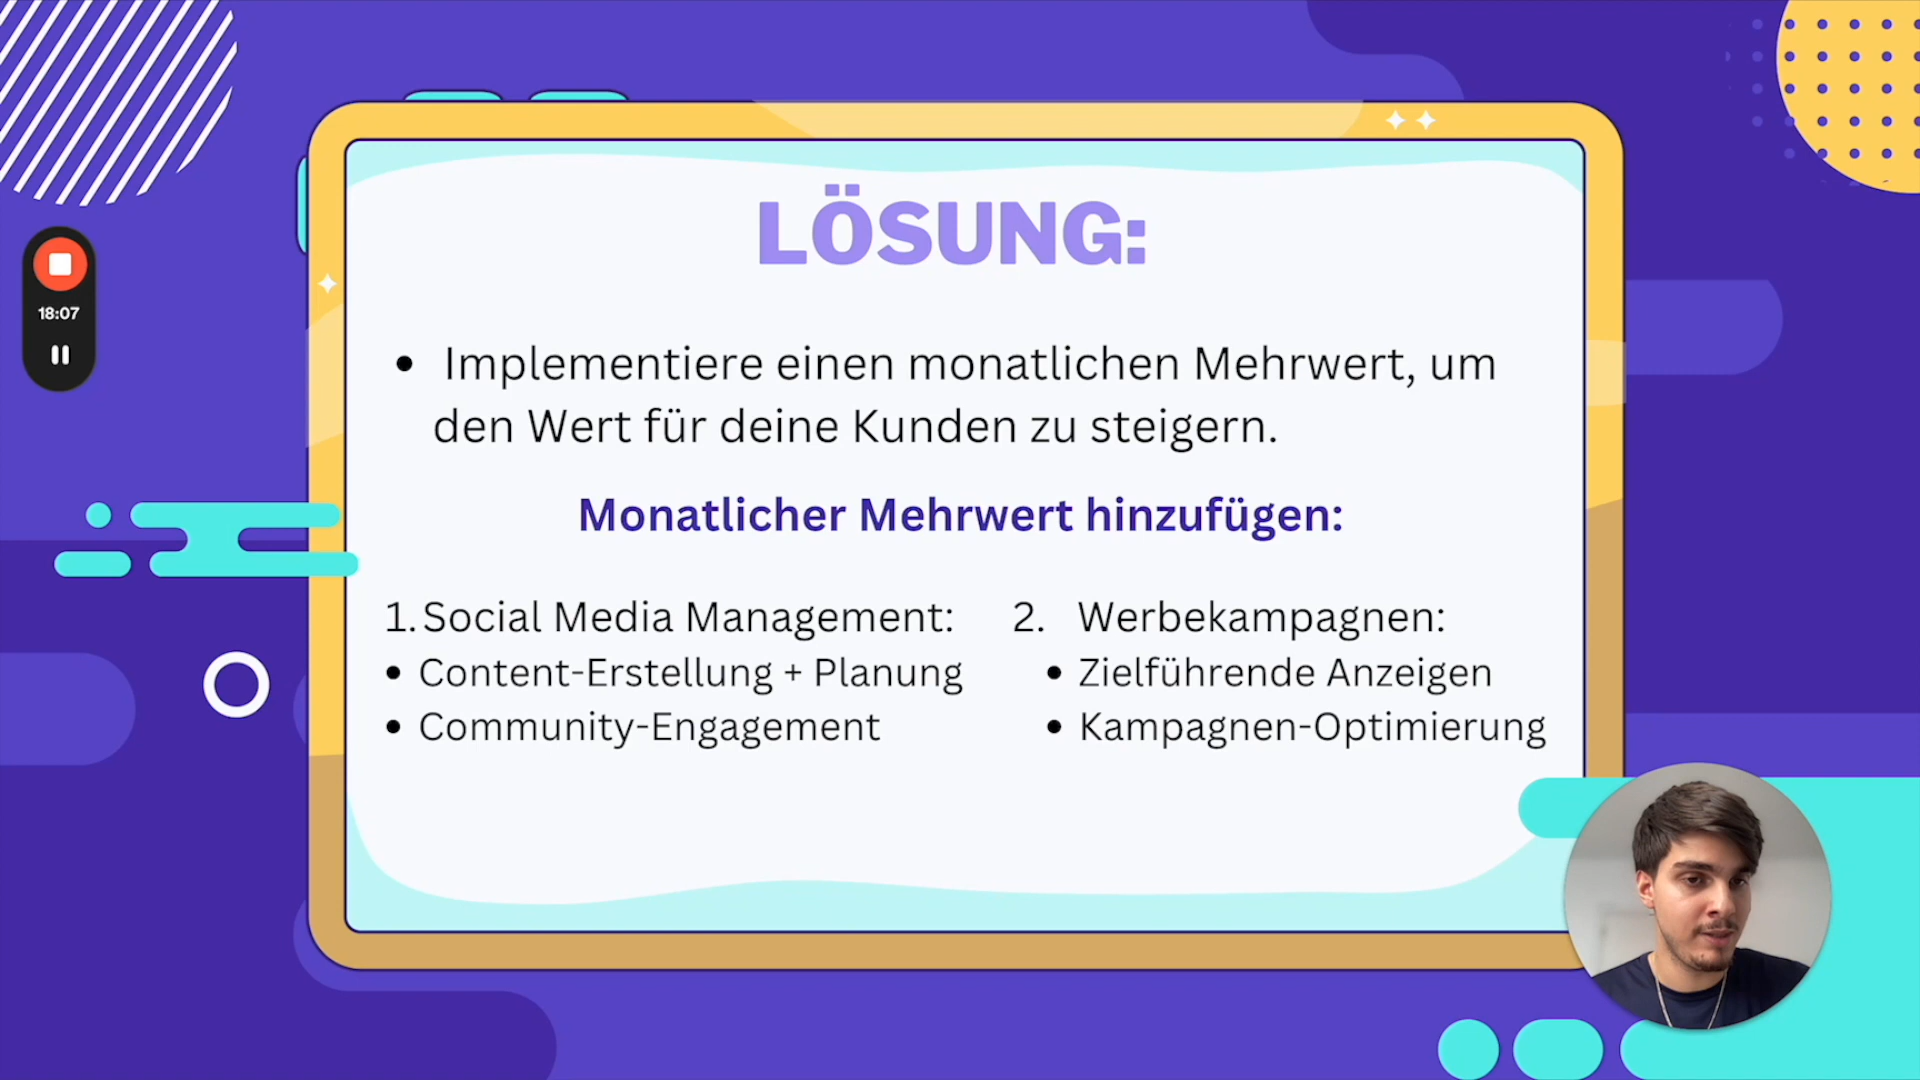 LÖSUNG:
18:07
• Implementiere einen monatlichen Mehrwert, um
den Wert für deine Kunden zu steigern.
Monatlicher Mehrwert hinzufügen:
1. Social Media Management:
• Content-Erstellung + Planung
• Community-Engagement
2. Werbekampagnen:
• Zielführende Anzeigen
• Kampagnen-Optimierung